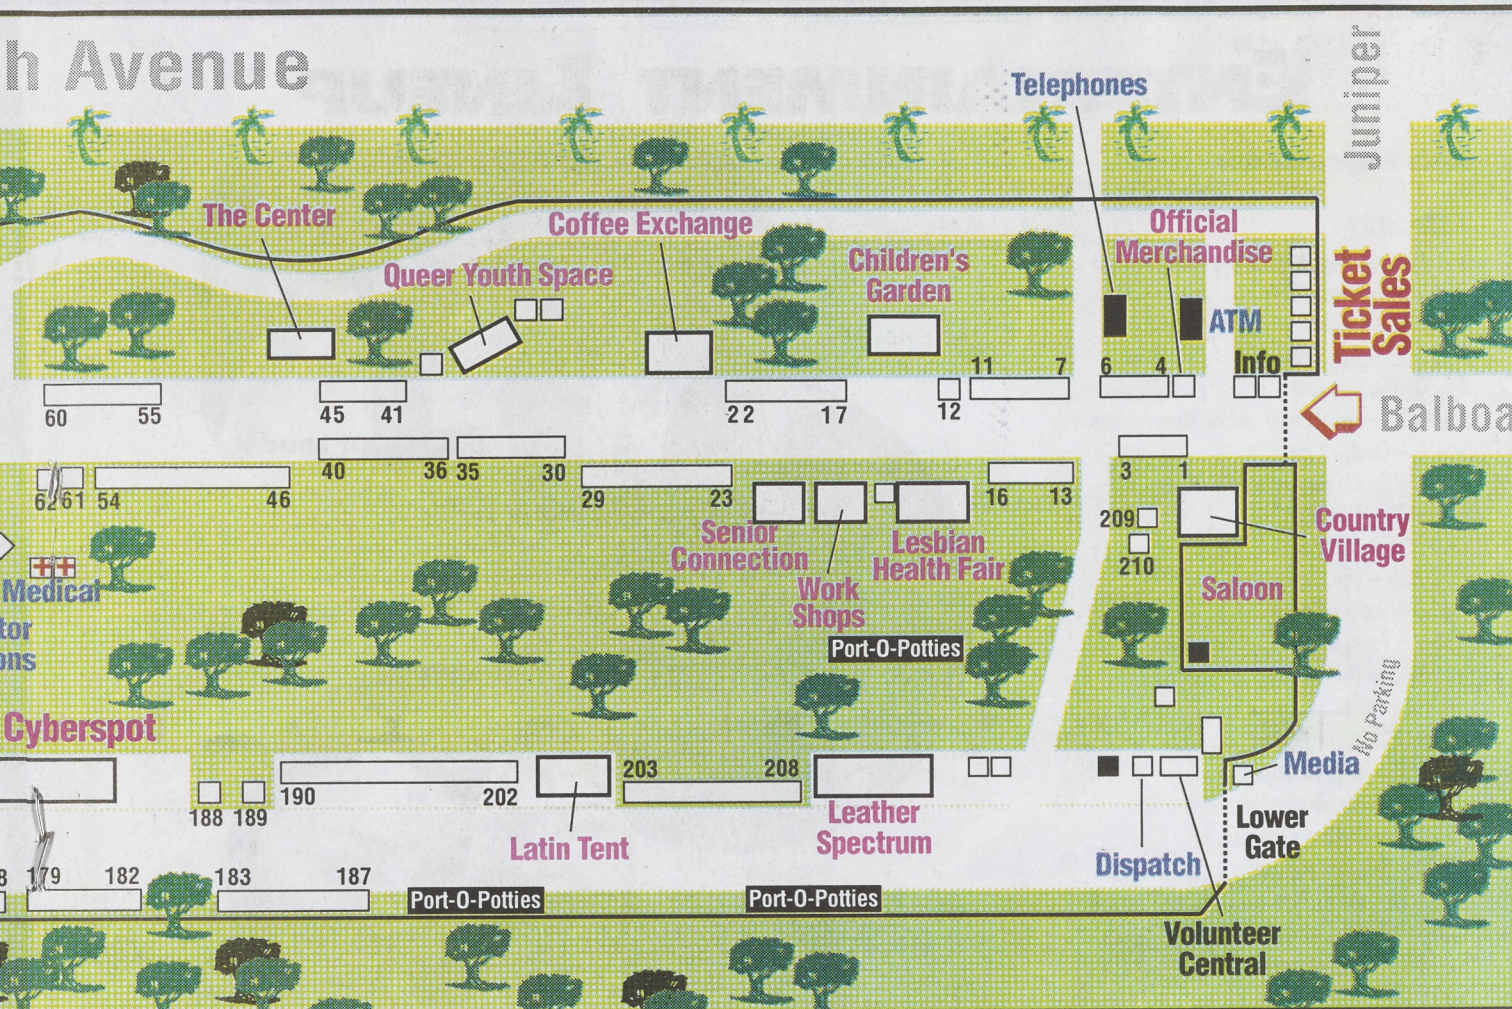 h Avenue
Juniper
Telephones
The Center
Coffee Exchange
Official
Merchandise
Queer Youth Space
Children's
Garden
Ticket
Sales
ATM
Info
11
7
6
4
60
55
45
41
22
17
12
Balboa
40
36
35
30
3
1
62
61
54
46
29
23
16
13
209
210
Senior
Connection
Work
Shops
Lesbian
Health Fair
Country
Village
Saloon
Medical
tor
ons
Port-O-Potties
No Parking
Cyberspot
188
189
190
202
203
208
Media
Latin Tent
Leather
Spectrum
Lower
Gate
Dispatch
8
179
182
183
187
Port-O-Potties
Port-O-Potties
Volunteer
Central